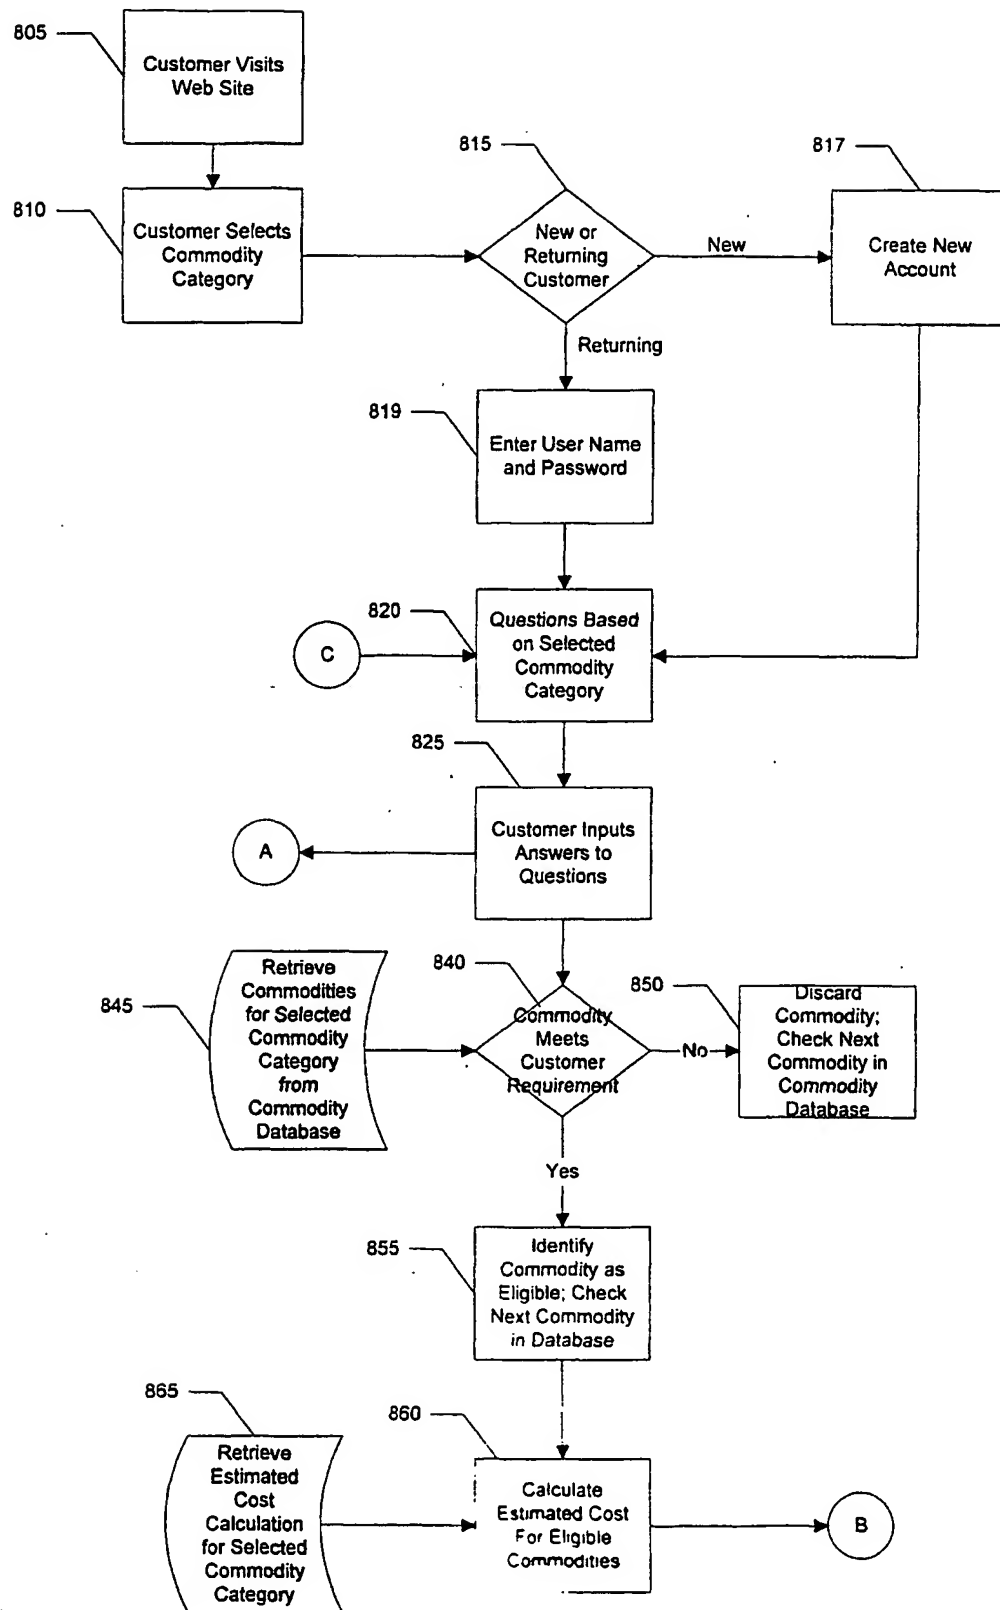 805
Customer Visits
Web Site
815
817
810
Customer Selects
Commodity
Category
New or
Returning
Customer
New
Create New
Account
Returning
819
Enter User Name
and Password
820
Questions Based
on Selected
Commodity
Category
C
825
Customer Inputs
Answers to
Questions
A
840
845
Retrieve
Commodities
for Selected
Commodity
Category
from
Commodity
Database
Commodity
Meets
Customer
Requirement
No
850
Discard
Commodity;
Check Next
Commodity in
Commodity
Database
Yes
855
Identify
Commodity as
Eligible; Check
Next Commodity
in Database
865
860
Retrieve
Estimated
Cost
Calculation
for Selected
Commodity
Category
Calculate
Estimated Cost
For Eligible
Commodities
B